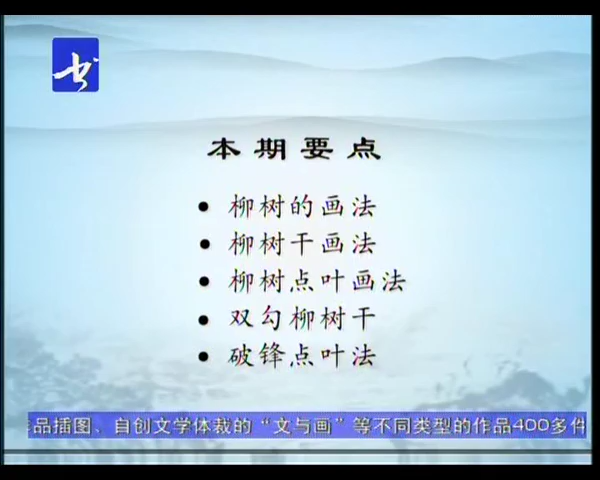 书
本期要点
• 柳树的画法
• 柳树干画法
• 柳树点叶画法
• 双勾柳树干
• 破锋点叶法
品插图、自创文学体裁的“文与画”等不同类型的作品400多件